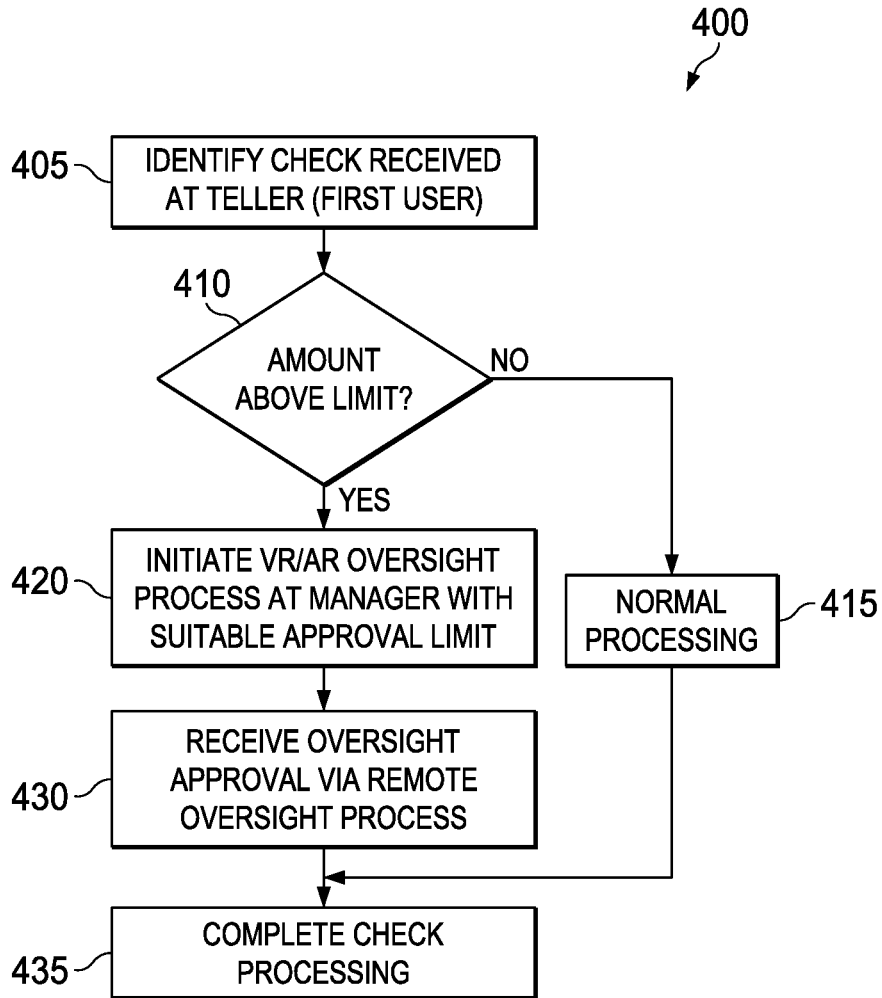 400
405
IDENTIFY CHECK RECEIVED
AT TELLER (FIRST USER)
410
AMOUNT
ABOVE LIMIT?
NO
YES
420
INITIATE VR/AR OVERSIGHT
PROCESS AT MANAGER WITH
SUITABLE APPROVAL LIMIT
NORMAL
PROCESSING
415
430
RECEIVE OVERSIGHT
APPROVAL VIA REMOTE
OVERSIGHT PROCESS
435
COMPLETE CHECK
PROCESSING